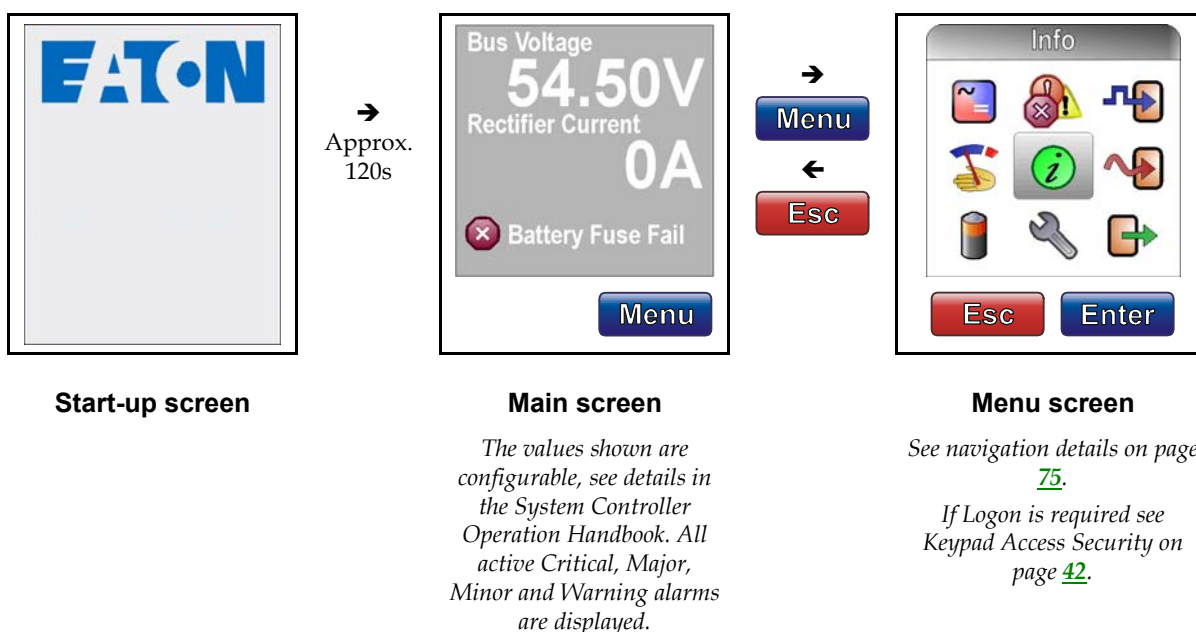 EATON
→
Approx.
120s
Bus Voltage
54.50V
Rectifier Current
0A
Battery Fuse Fail
Menu
→
Menu
←
Esc
Info
Esc Enter
Start-up screen
Main screen
The values shown are
configurable, see details in
the System Controller
Operation Handbook. All
active Critical, Major,
Minor and Warning alarms
are displayed.
Menu screen
See navigation details on page
75.
If Logon is required see
Keypad Access Security on
page 42.